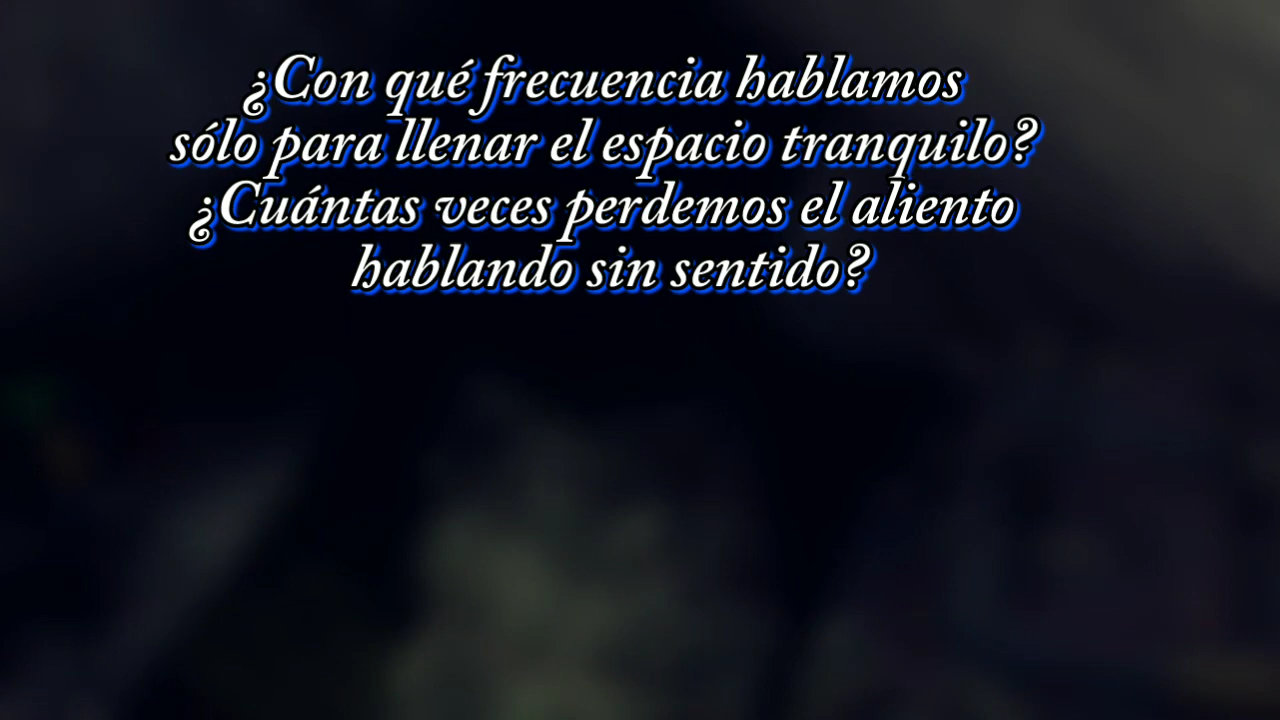 ¿Con qué frecuencia hablamos
sólo para llenar el espacio tranquilo?
¿Cuántas veces perdemos el aliento
hablando sin sentido?